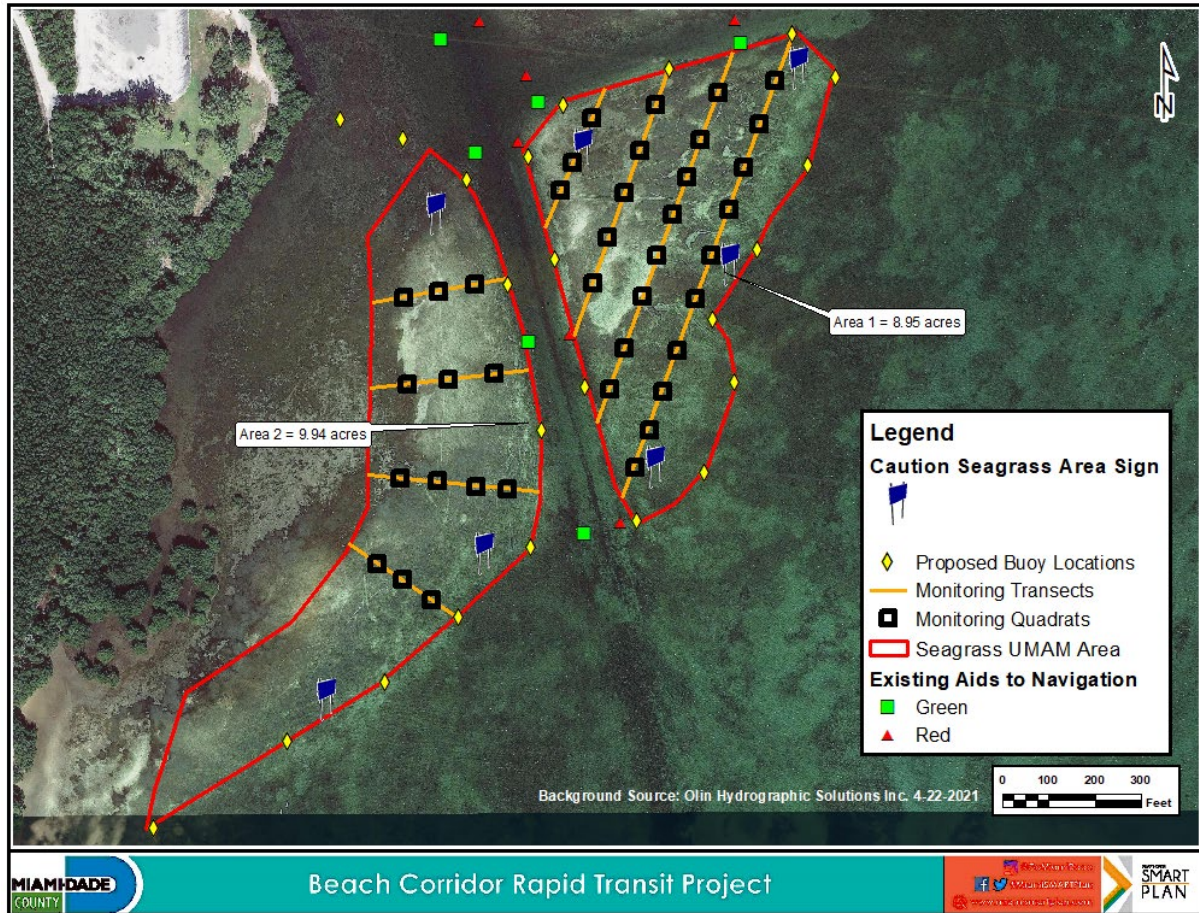 N
Area 1 = 8.95 acres
Area 2 = 9.94 acres
Legend
Caution Seagrass Area Sign
Proposed Buoy Locations
Monitoring Transects
Monitoring Quadrats
Seagrass UMAM Area
Existing Aids to Navigation
Green
Red
0 100 200 300
Feet
Background Source: Olin Hydrographic Solutions Inc. 4-22-2021
MIAMI-DADE
COUNTY
Beach Corridor Rapid Transit Project
SMART
PLAN